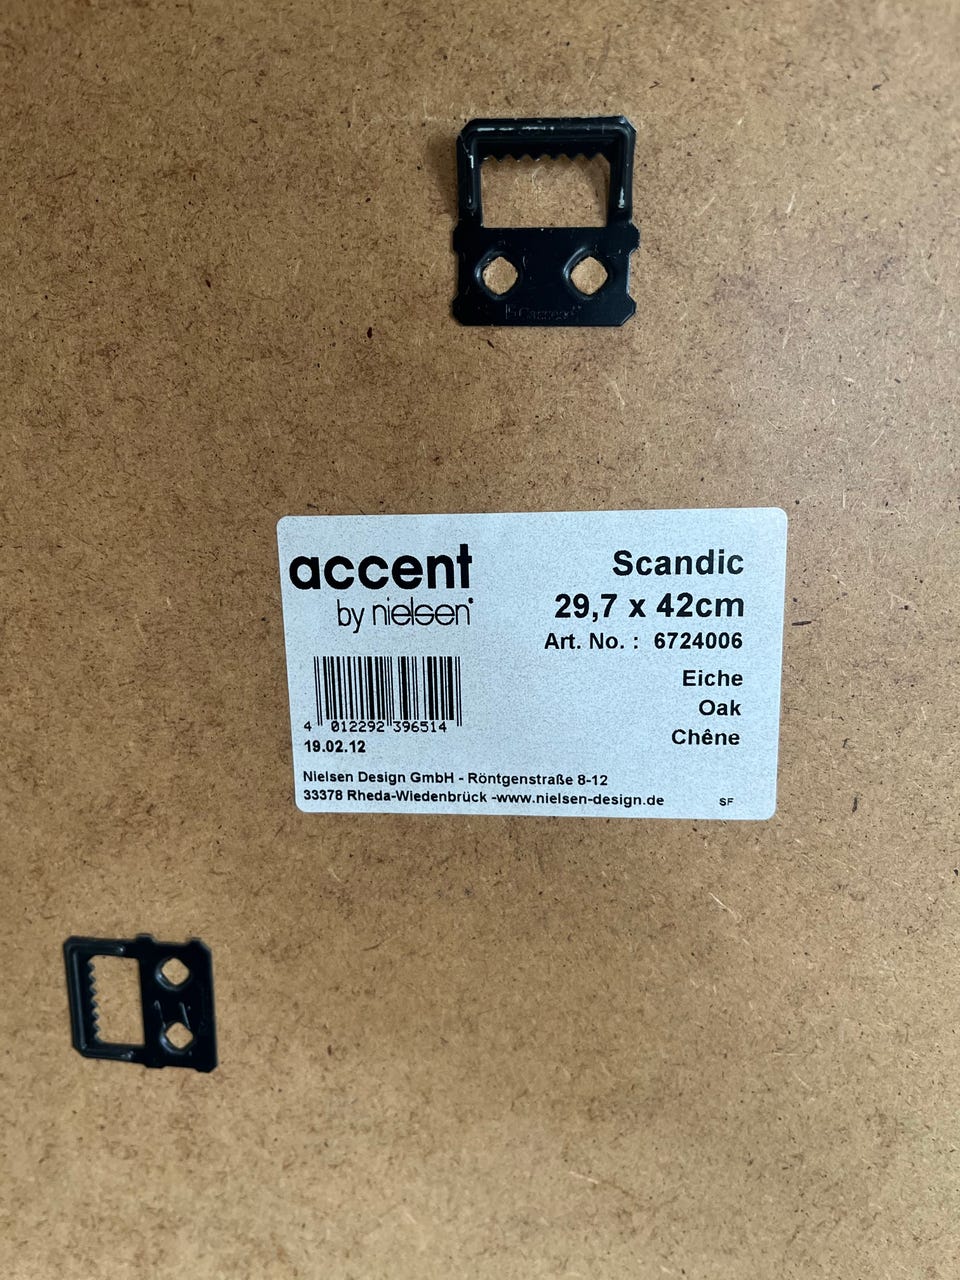 accent
by nielsen
Scandic
29,7 x 42cm
Art. No. : 6724006
Eiche
Oak
Chêne
4 012292 396514
19.02.12
Nielsen Design GmbH - Röntgenstraße 8-12
33378 Rheda-Wiedenbrück -www.nielsen-design.de
SF